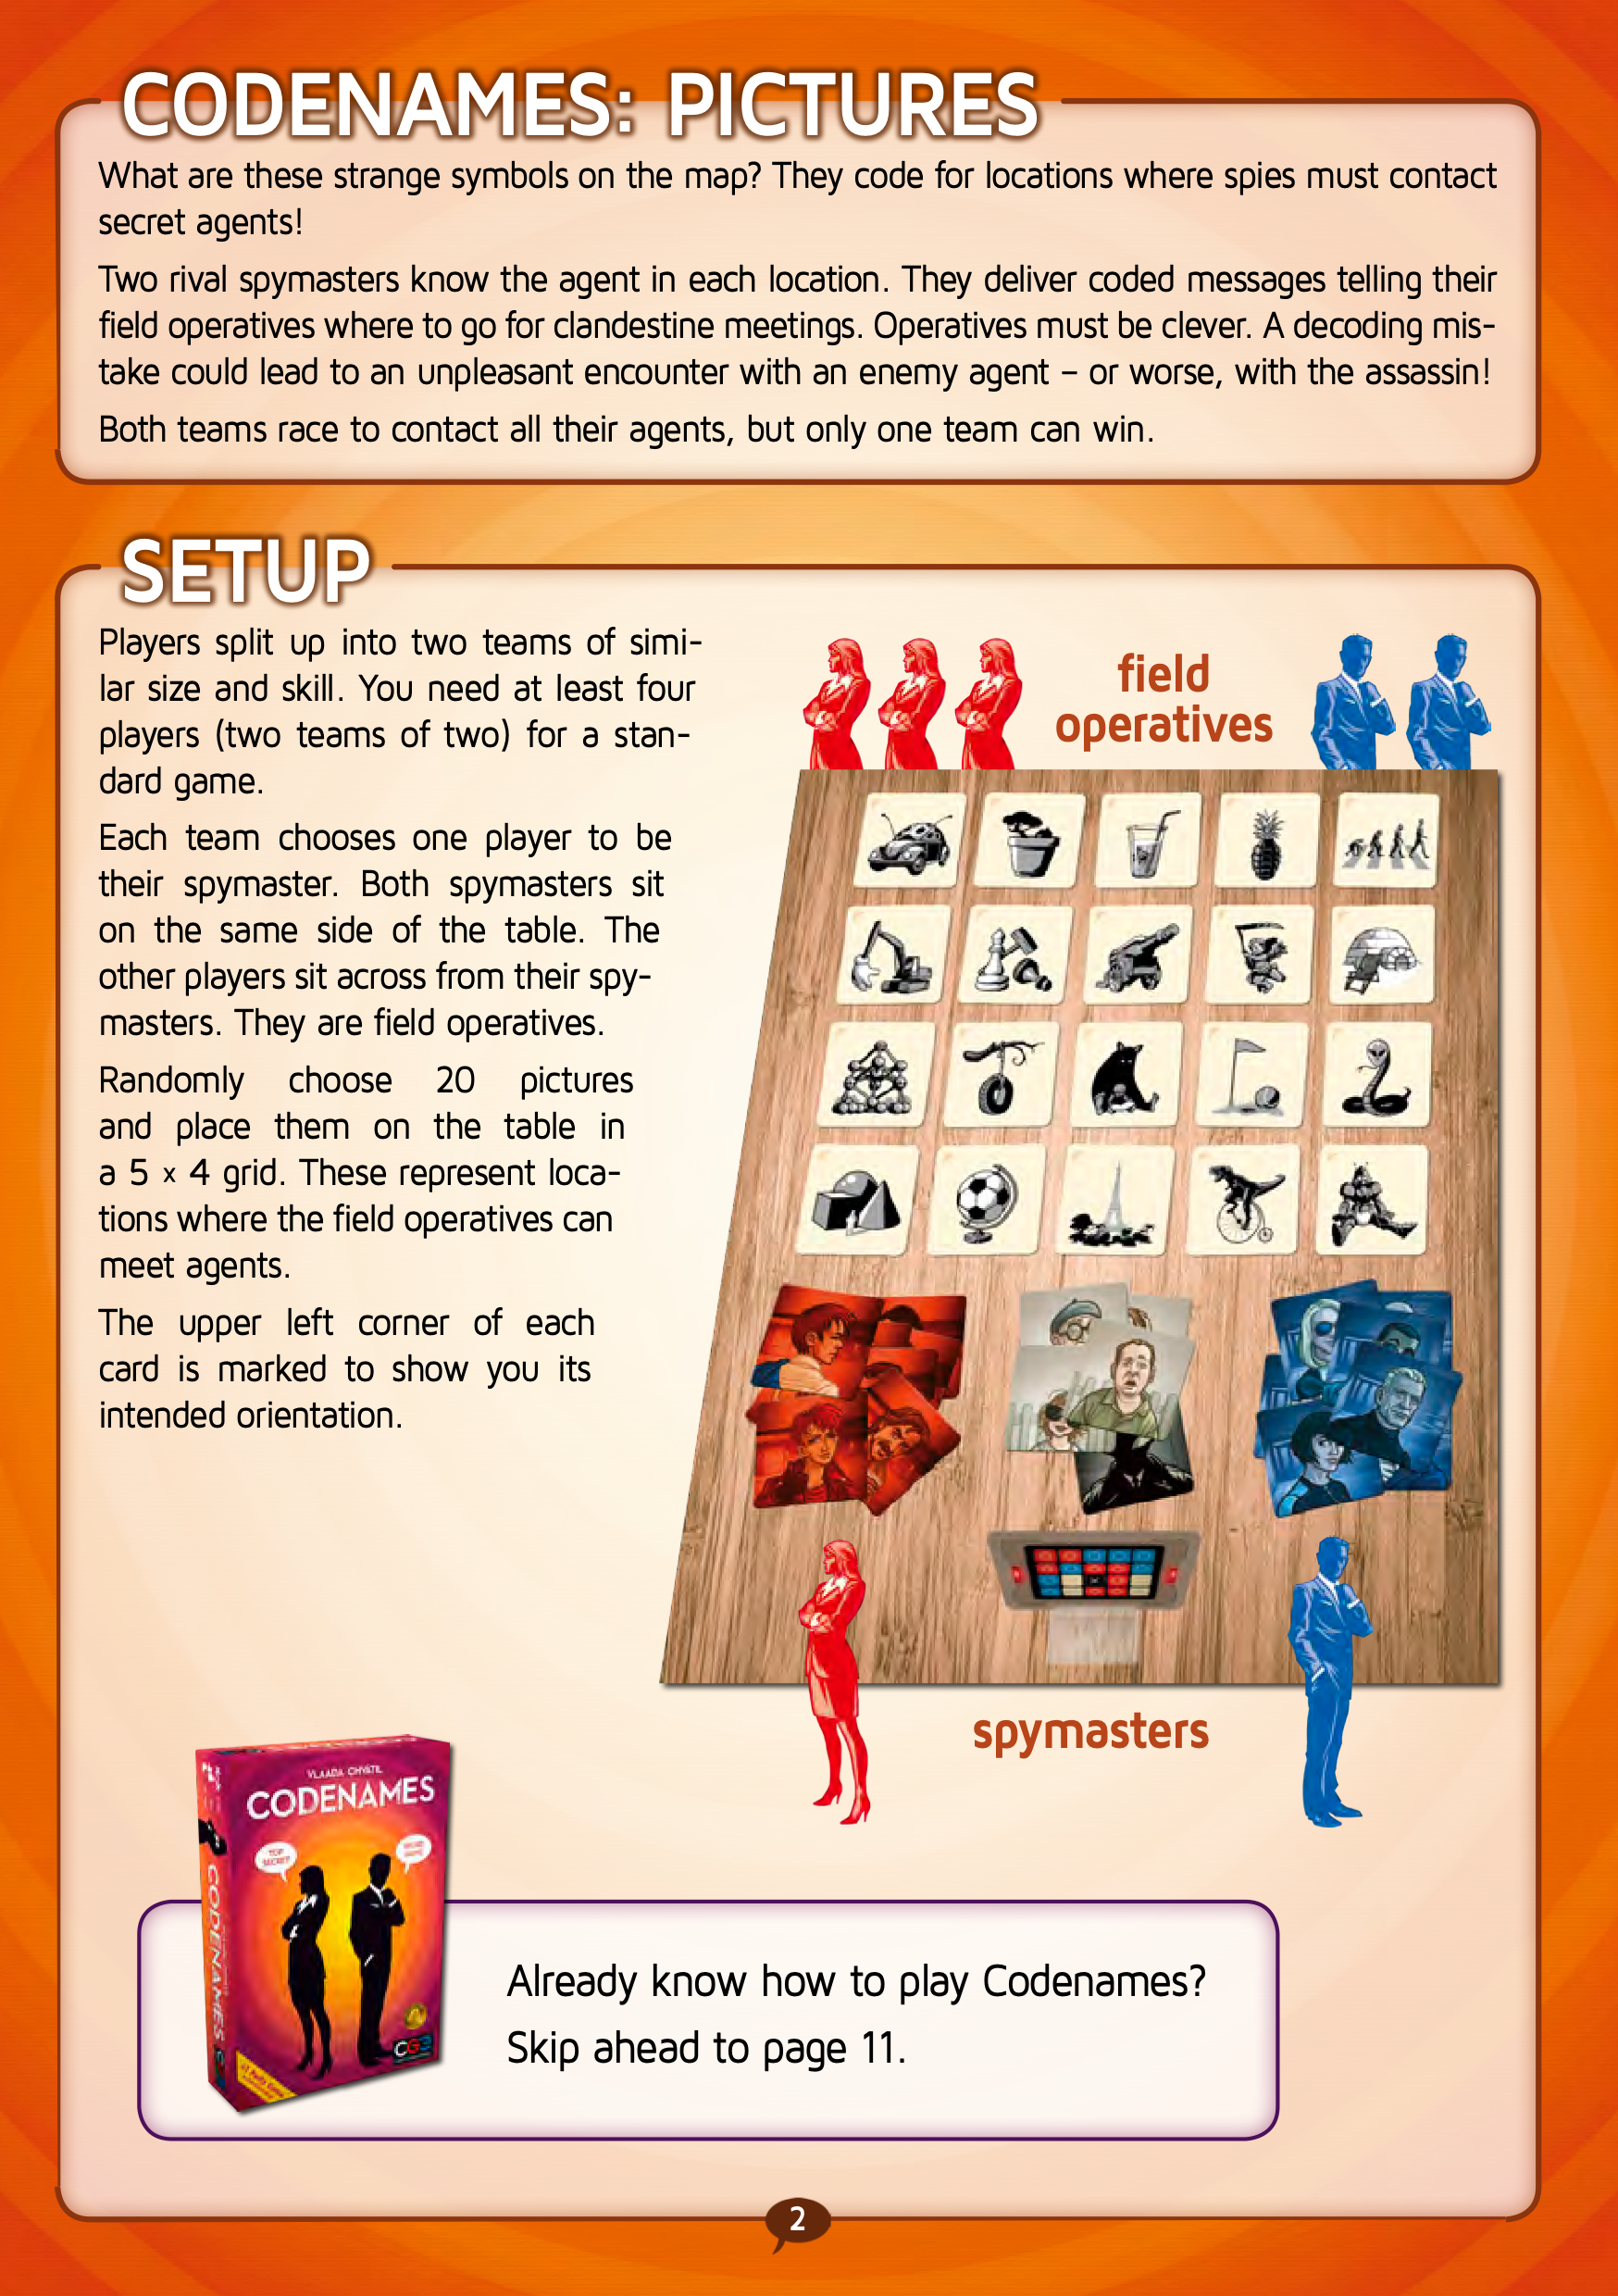 CODENAMES: PICTURES
What are these strange symbols on the map? They code for locations where spies must contact
secret agents!
Two rival spymasters know the agent in each location. They deliver coded messages telling their
field operatives where to go for clandestine meetings. Operatives must be clever. A decoding mis-
take could lead to an unpleasant encounter with an enemy agent – or worse, with the assassin!
Both teams race to contact all their agents, but only one team can win.
SETUP
Players split up into two teams of simi-
lar size and skill. You need at least four
players (two teams of two) for a stan-
dard game.
Each team chooses one player to be
their spymaster. Both spymasters sit
on the same side of the table. The
other players sit across from their spy-
masters. They are field operatives.
Randomly choose 20 pictures
and place them on the table in
a 5 x 4 grid. These represent loca-
tions where the field operatives can
meet agents.
The upper left corner of each
card is marked to show you its
intended orientation.
field
operatives
spymasters
VLAADA CHVÁTIL
CODENAMES
TOP
SECRET
CODENAMES
CGE
Already know how to play Codenames?
Skip ahead to page 11.
2